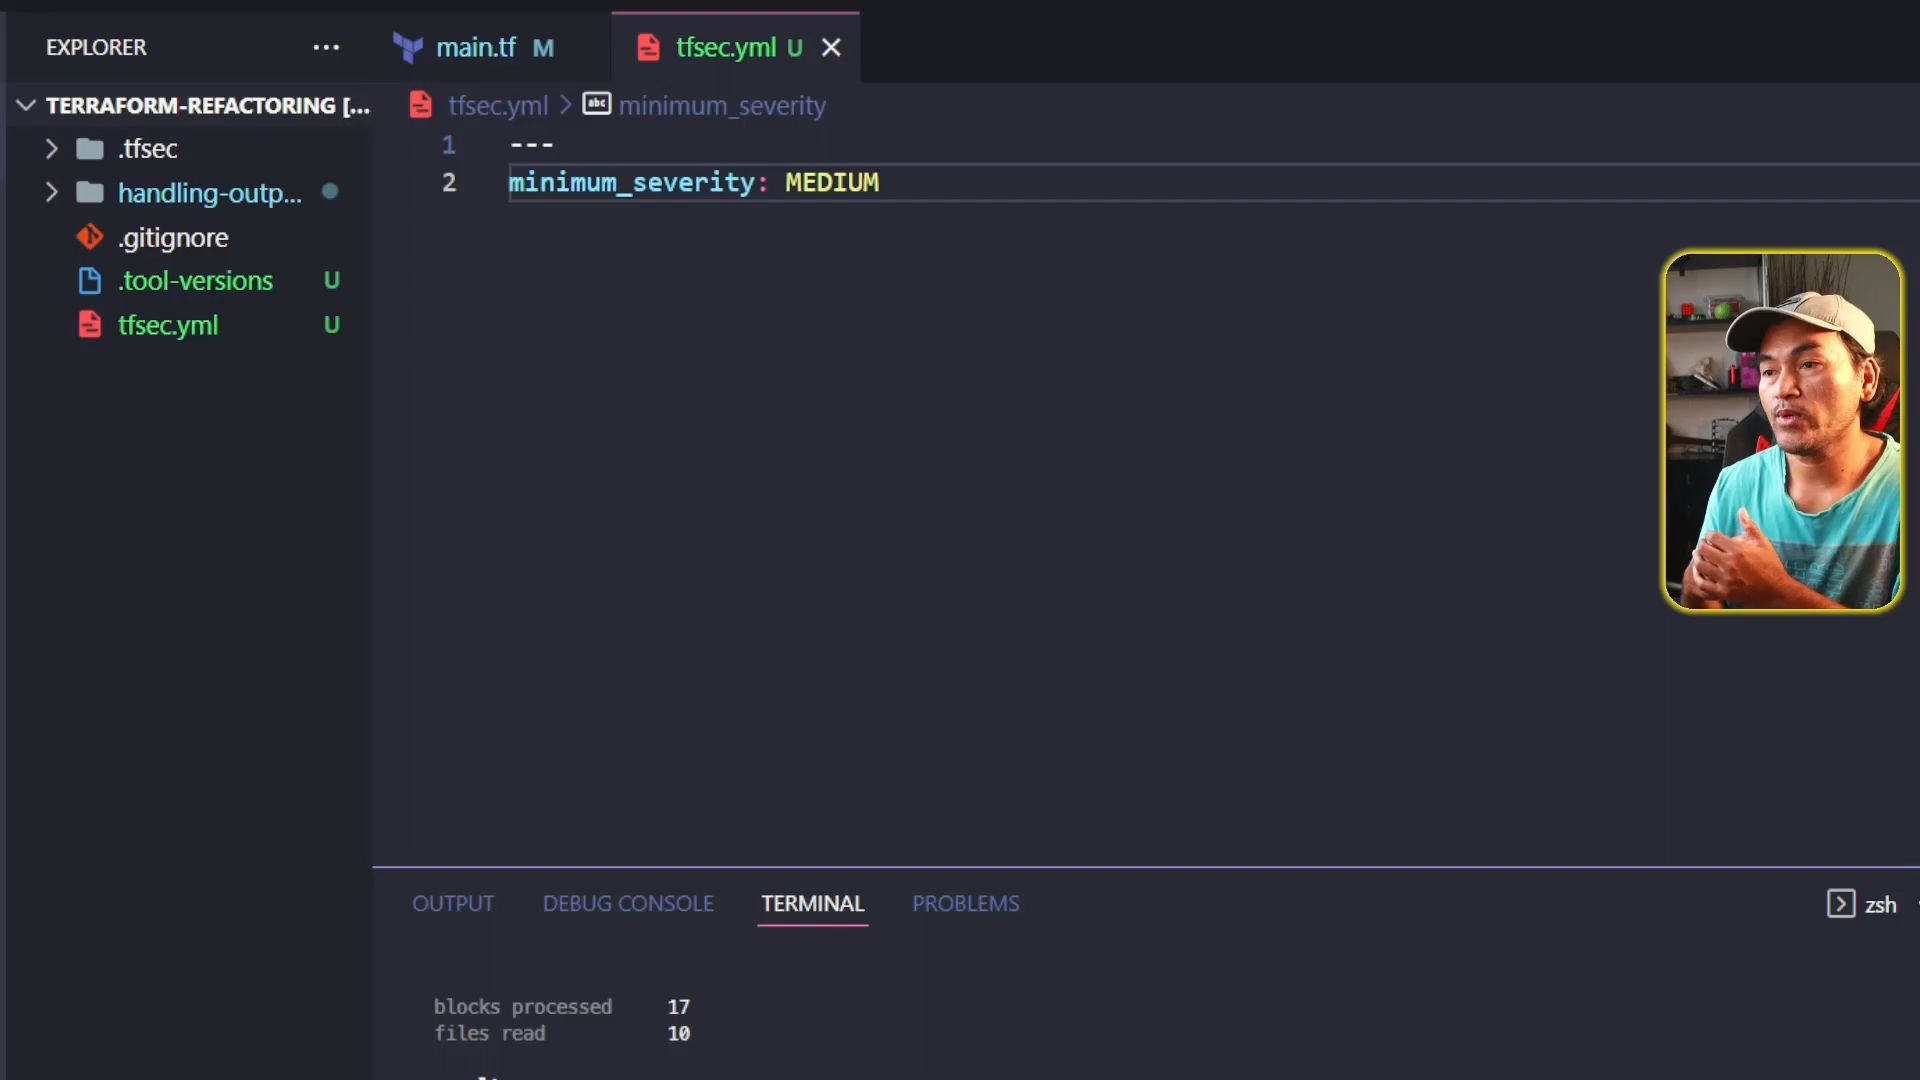 EXPLORER ...
main.tf M
tfsec.yml U
TERRAFORM-REFACTORING [...
tfsec.yml > minimum_severity
.tfsec
handling-outp...
.gitignore
.tool-versions U
tfsec.yml U
1 ---
2 minimum_severity: MEDIUM
OUTPUT DEBUG CONSOLE TERMINAL PROBLEMS
zsh
blocks processed 17
files read 10